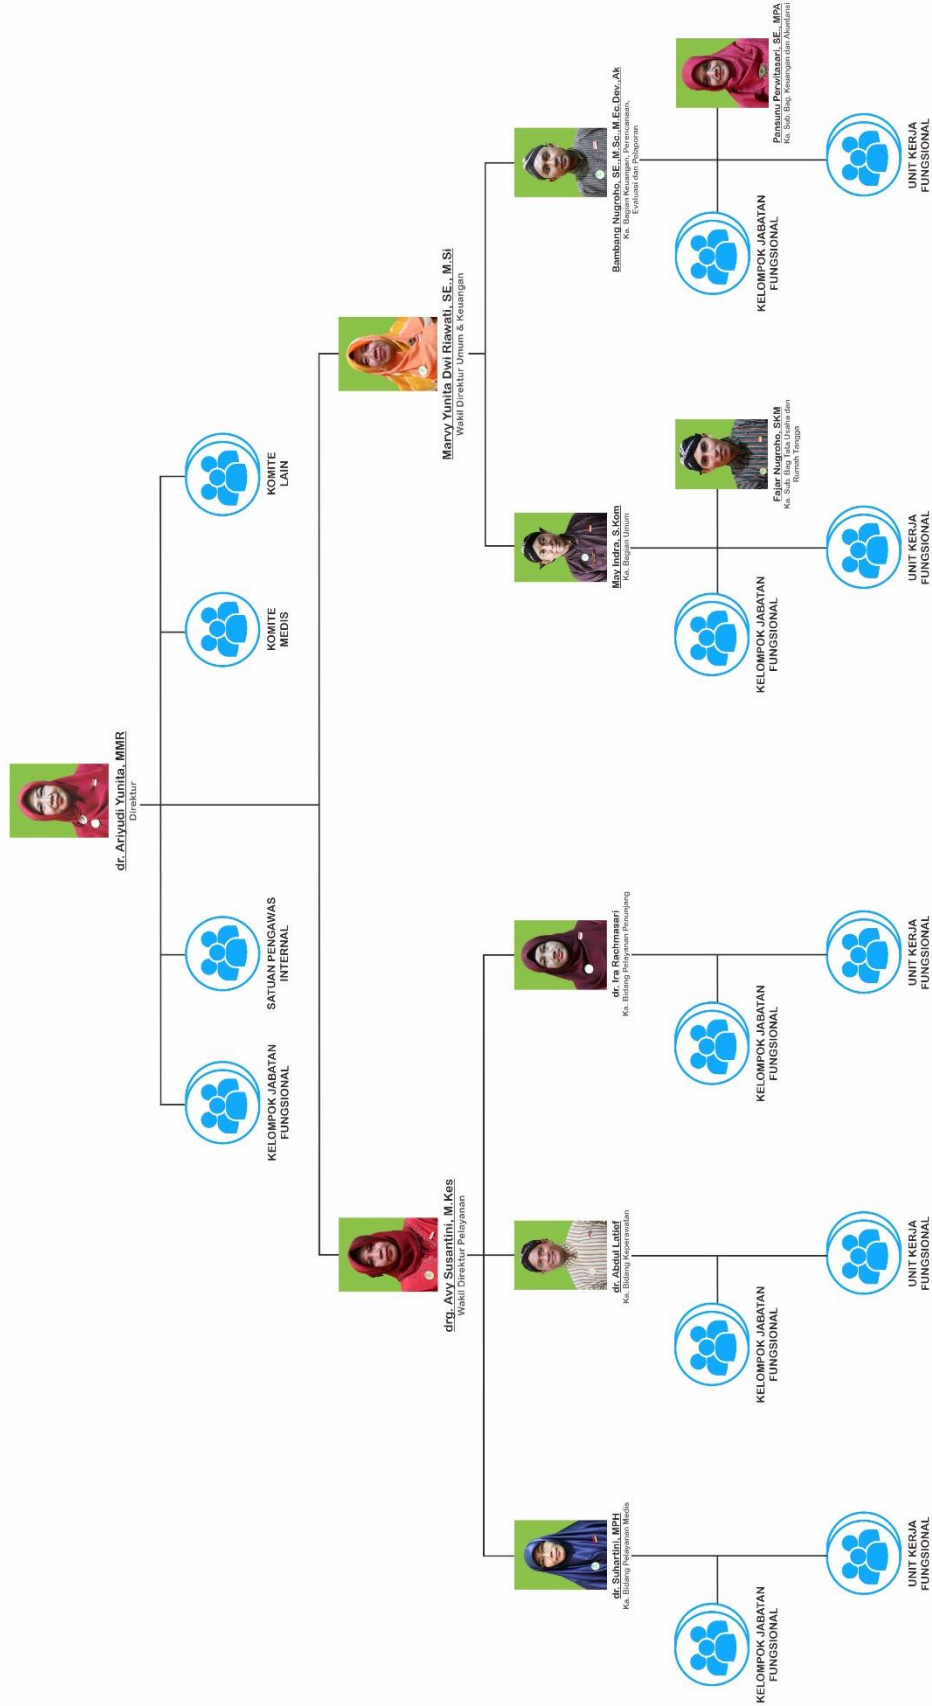 dr. Ariyudi Yunita, MMR
Direktur
KELOMPOK JABATAN
FUNGSIONAL
SATUAN PENGAWAS
INTERNAL
KOMITE
MEDIS
KOMITE
LAIN
drg. Avy Susantini, M.Kes
Wakil Direktur Pelayanan
Marvy Yunita Dwi Riawati, SE., M.Si
Wakil Direktur Umum & Keuangan
dr. Suhartini, MPH
Ka. Bidang Pelayanan Medis
dr. Abdul Latief
Ka. Bidang Keperawatan
dr. Ira Rachmasari
Ka. Bidang Pelayanan Penunjang
May Indra, S.Kom
Ka. Bagian Umum
Bambang Nugroho, SE.,M.Sc.,M.Ec.Dev.,Ak
Ka. Bagian Keuangan, Perencanaan,
Evaluasi dan Pelaporan
KELOMPOK JABATAN
FUNGSIONAL
KELOMPOK JABATAN
FUNGSIONAL
KELOMPOK JABATAN
FUNGSIONAL
KELOMPOK JABATAN
FUNGSIONAL
Fajar Nugroho, SKM
Ka. Sub. Bag Tata Usaha dan
Rumah Tangga
KELOMPOK JABATAN
FUNGSIONAL
Pansunu Perwitasari, SE., MPA
Ka. Sub. Bag. Keuangan dan Akuntansi
UNIT KERJA
FUNGSIONAL
UNIT KERJA
FUNGSIONAL
UNIT KERJA
FUNGSIONAL
UNIT KERJA
FUNGSIONAL
UNIT KERJA
FUNGSIONAL